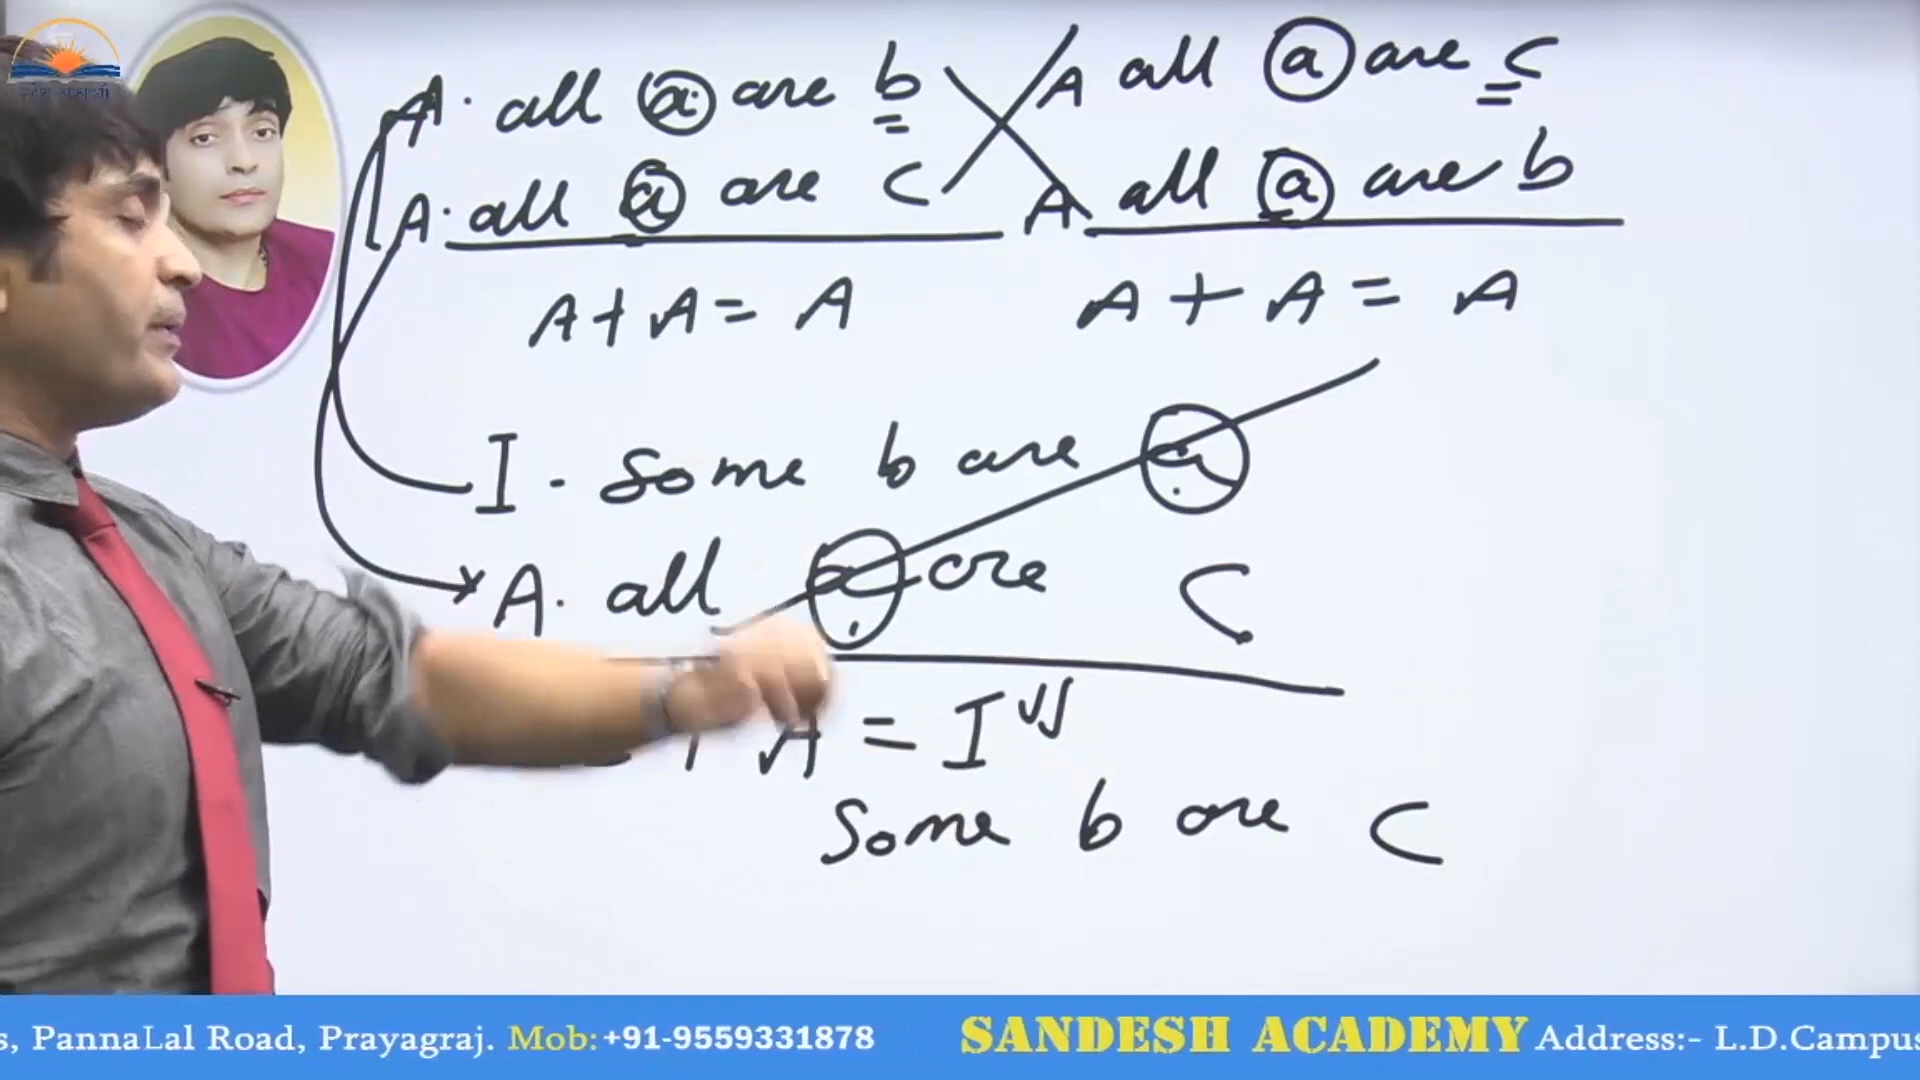 A. all a are b
A. all a are c
A+A= A
A all a are c
A all a are b
A + A = A
I - Some b are a
A. all a are C
A = I
Some b are C
s, PannaLal Road, Prayagraj. Mob:+91-9559331878 SANDESH ACADEMY Address:- L.D.Campus